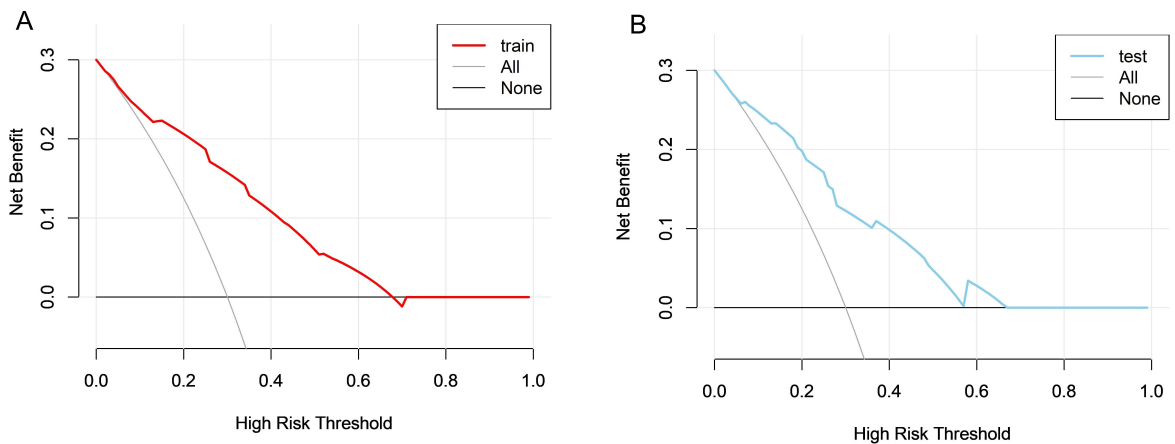 A
train
All
None
Net Benefit
0.3
0.2
0.1
0.0
0.0 0.2 0.4 0.6 0.8 1.0
High Risk Threshold
B
test
All
None
Net Benefit
0.3
0.2
0.1
0.0
0.0 0.2 0.4 0.6 0.8 1.0
High Risk Threshold